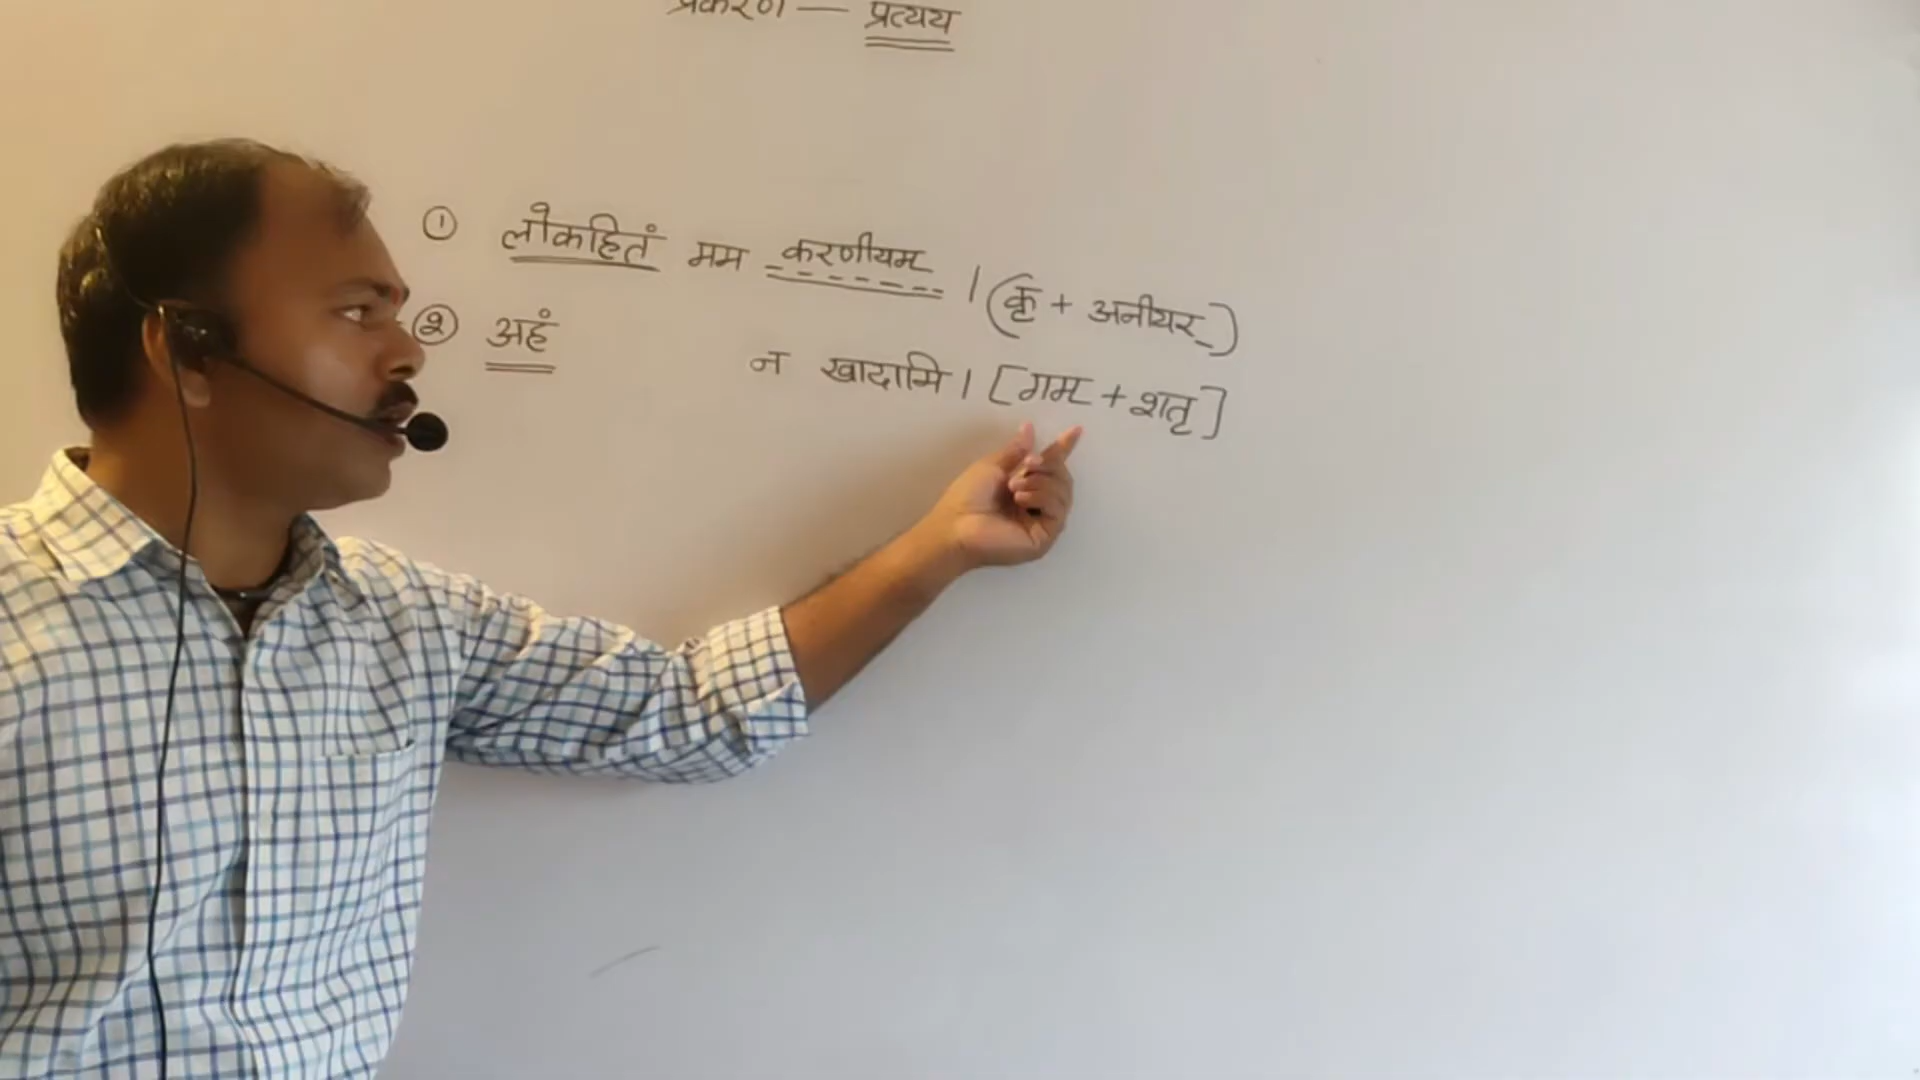 प्रकरण — प्रत्यय
① लोकहितं मम करणीयम् । (कृ + अनीयर्)
② अहं न खादामि । [गम् + शतृ]